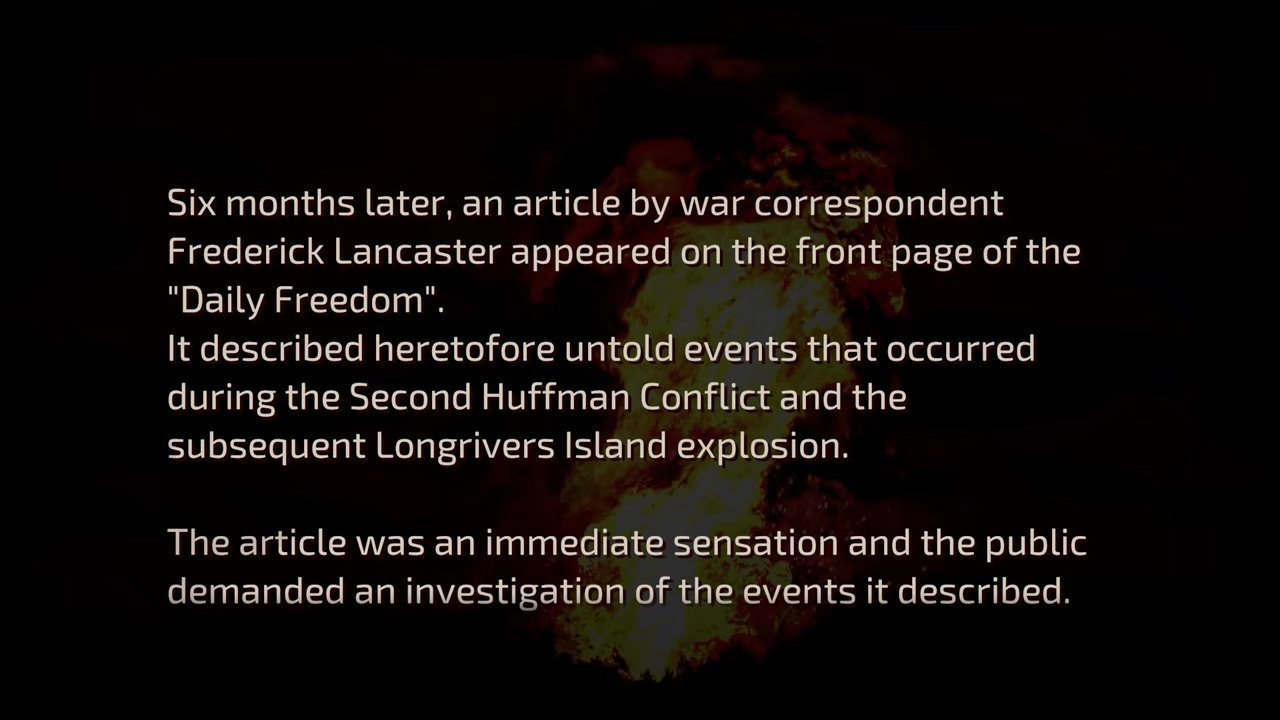 Six months later, an article by war correspondent
Frederick Lancaster appeared on the front page of the
"Daily Freedom".
It described heretofore untold events that occurred
during the Second Huffman Conflict and the
subsequent Longrivers Island explosion.
The article was an immediate sensation and the public
demanded an investigation of the events it described.